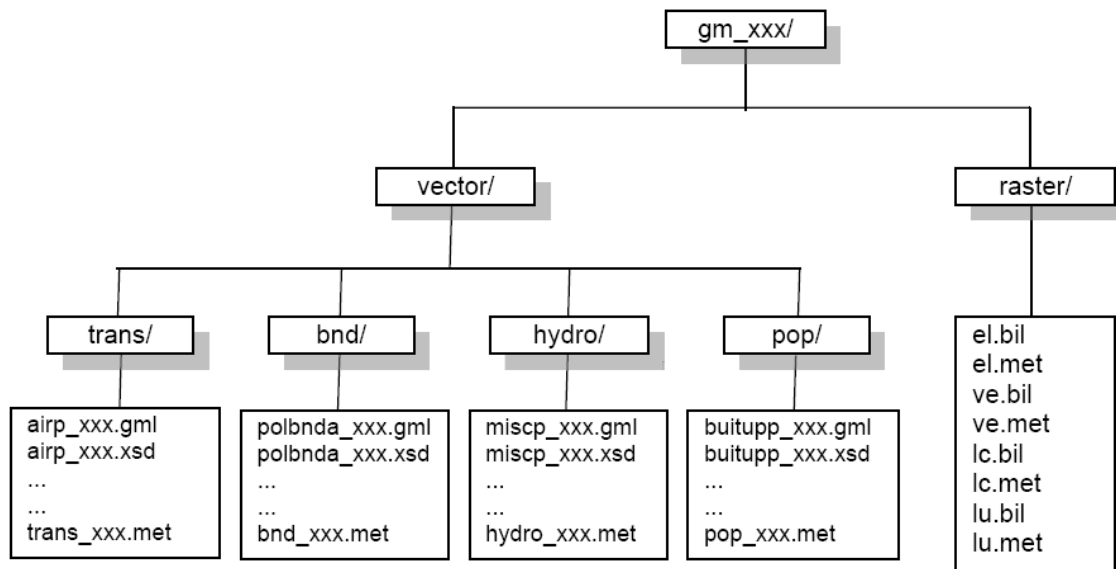 gm_xxx/
vector/
raster/
trans/
bnd/
hydro/
pop/
airp_xxx.gml
airp_xxx.xsd
...
...
trans_xxx.met
polbnda_xxx.gml
polbnda_xxx.xsd
...
...
bnd_xxx.met
miscp_xxx.gml
miscp_xxx.xsd
...
...
hydro_xxx.met
buitupp_xxx.gml
buitupp_xxx.xsd
...
...
pop_xxx.met
el.bil
el.met
ve.bil
ve.met
lc.bil
lc.met
lu.bil
lu.met